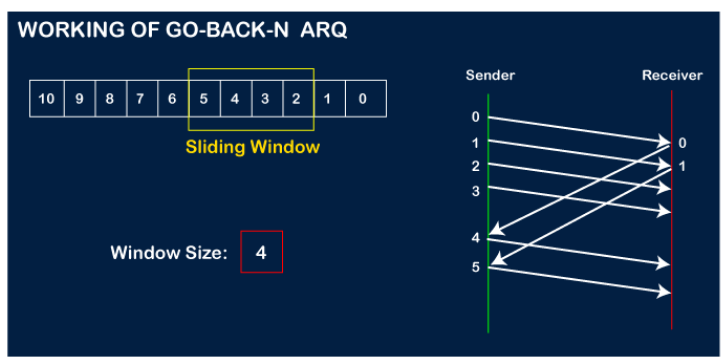 WORKING OF GO-BACK-N ARQ
10 9 8 7 6 5 4 3 2 1 0
Sliding Window
Window Size: 4
Sender Receiver
0
1 0
2 1
3
4
5